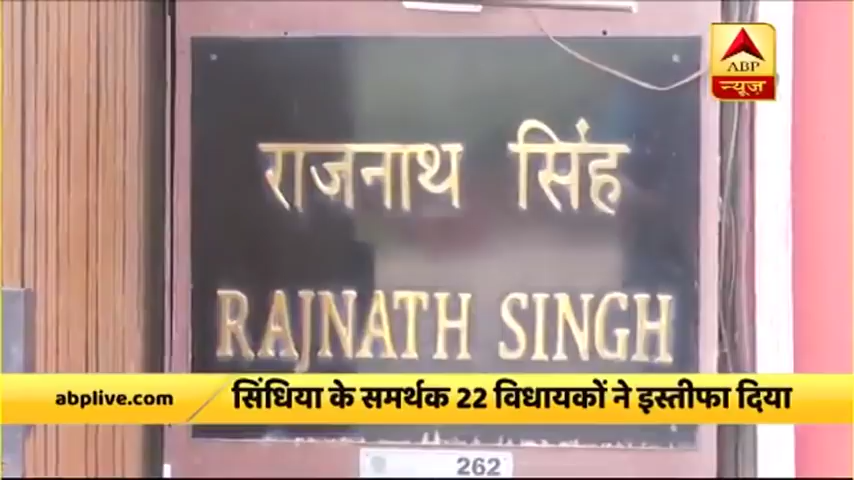 ABP
न्यूज़
राजनाथ सिंह
RAJNATH SINGH
abplive.com
सिंधिया के समर्थक 22 विधायकों ने इस्तीफा दिया
262